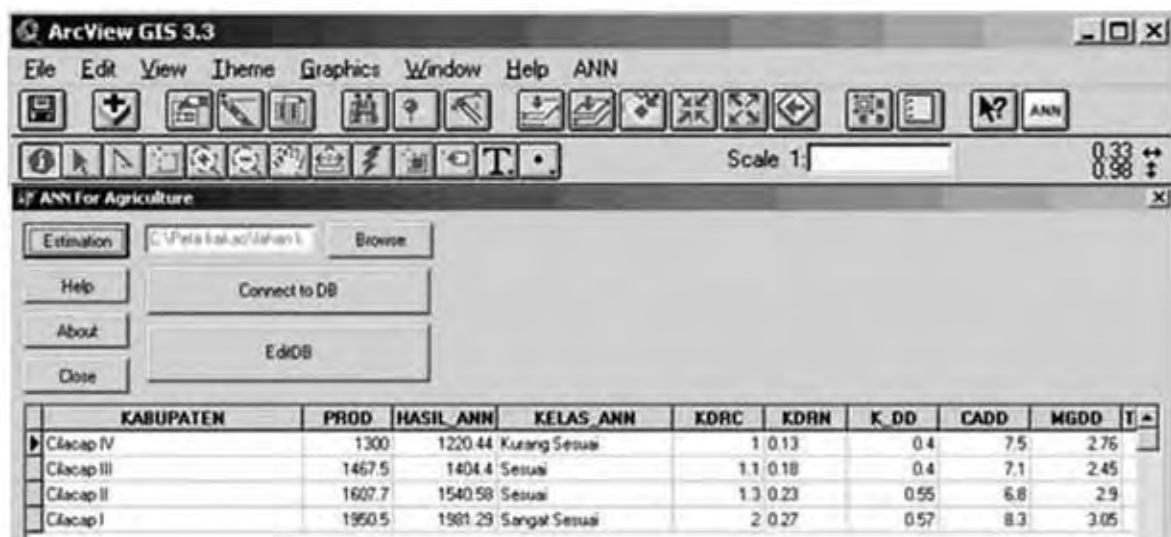 ArcView GIS 3.3
File Edit View Theme Graphics Window Help ANN
ANN
Scale 1:
0.33
0.98
ANN For Agriculture
Estimation Browse
Help Connect to DB
About
EditDB
Close
KABUPATEN PROD HASIL_ANN KELAS_ANN KDRC KDRN K_DD CADD MGDD T
Cilacap IV 1300 1220.44 Kurang Sesuai 1 0.13 0.4 7.5 2.76
Cilacap III 1467.5 1404.4 Sesuai 1.1 0.18 0.4 7.1 2.45
Cilacap II 1607.7 1540.58 Sesuai 1.3 0.23 0.55 6.8 2.9
Cilacap I 1950.5 1981.29 Sangat Sesuai 2 0.27 0.57 8.3 3.05